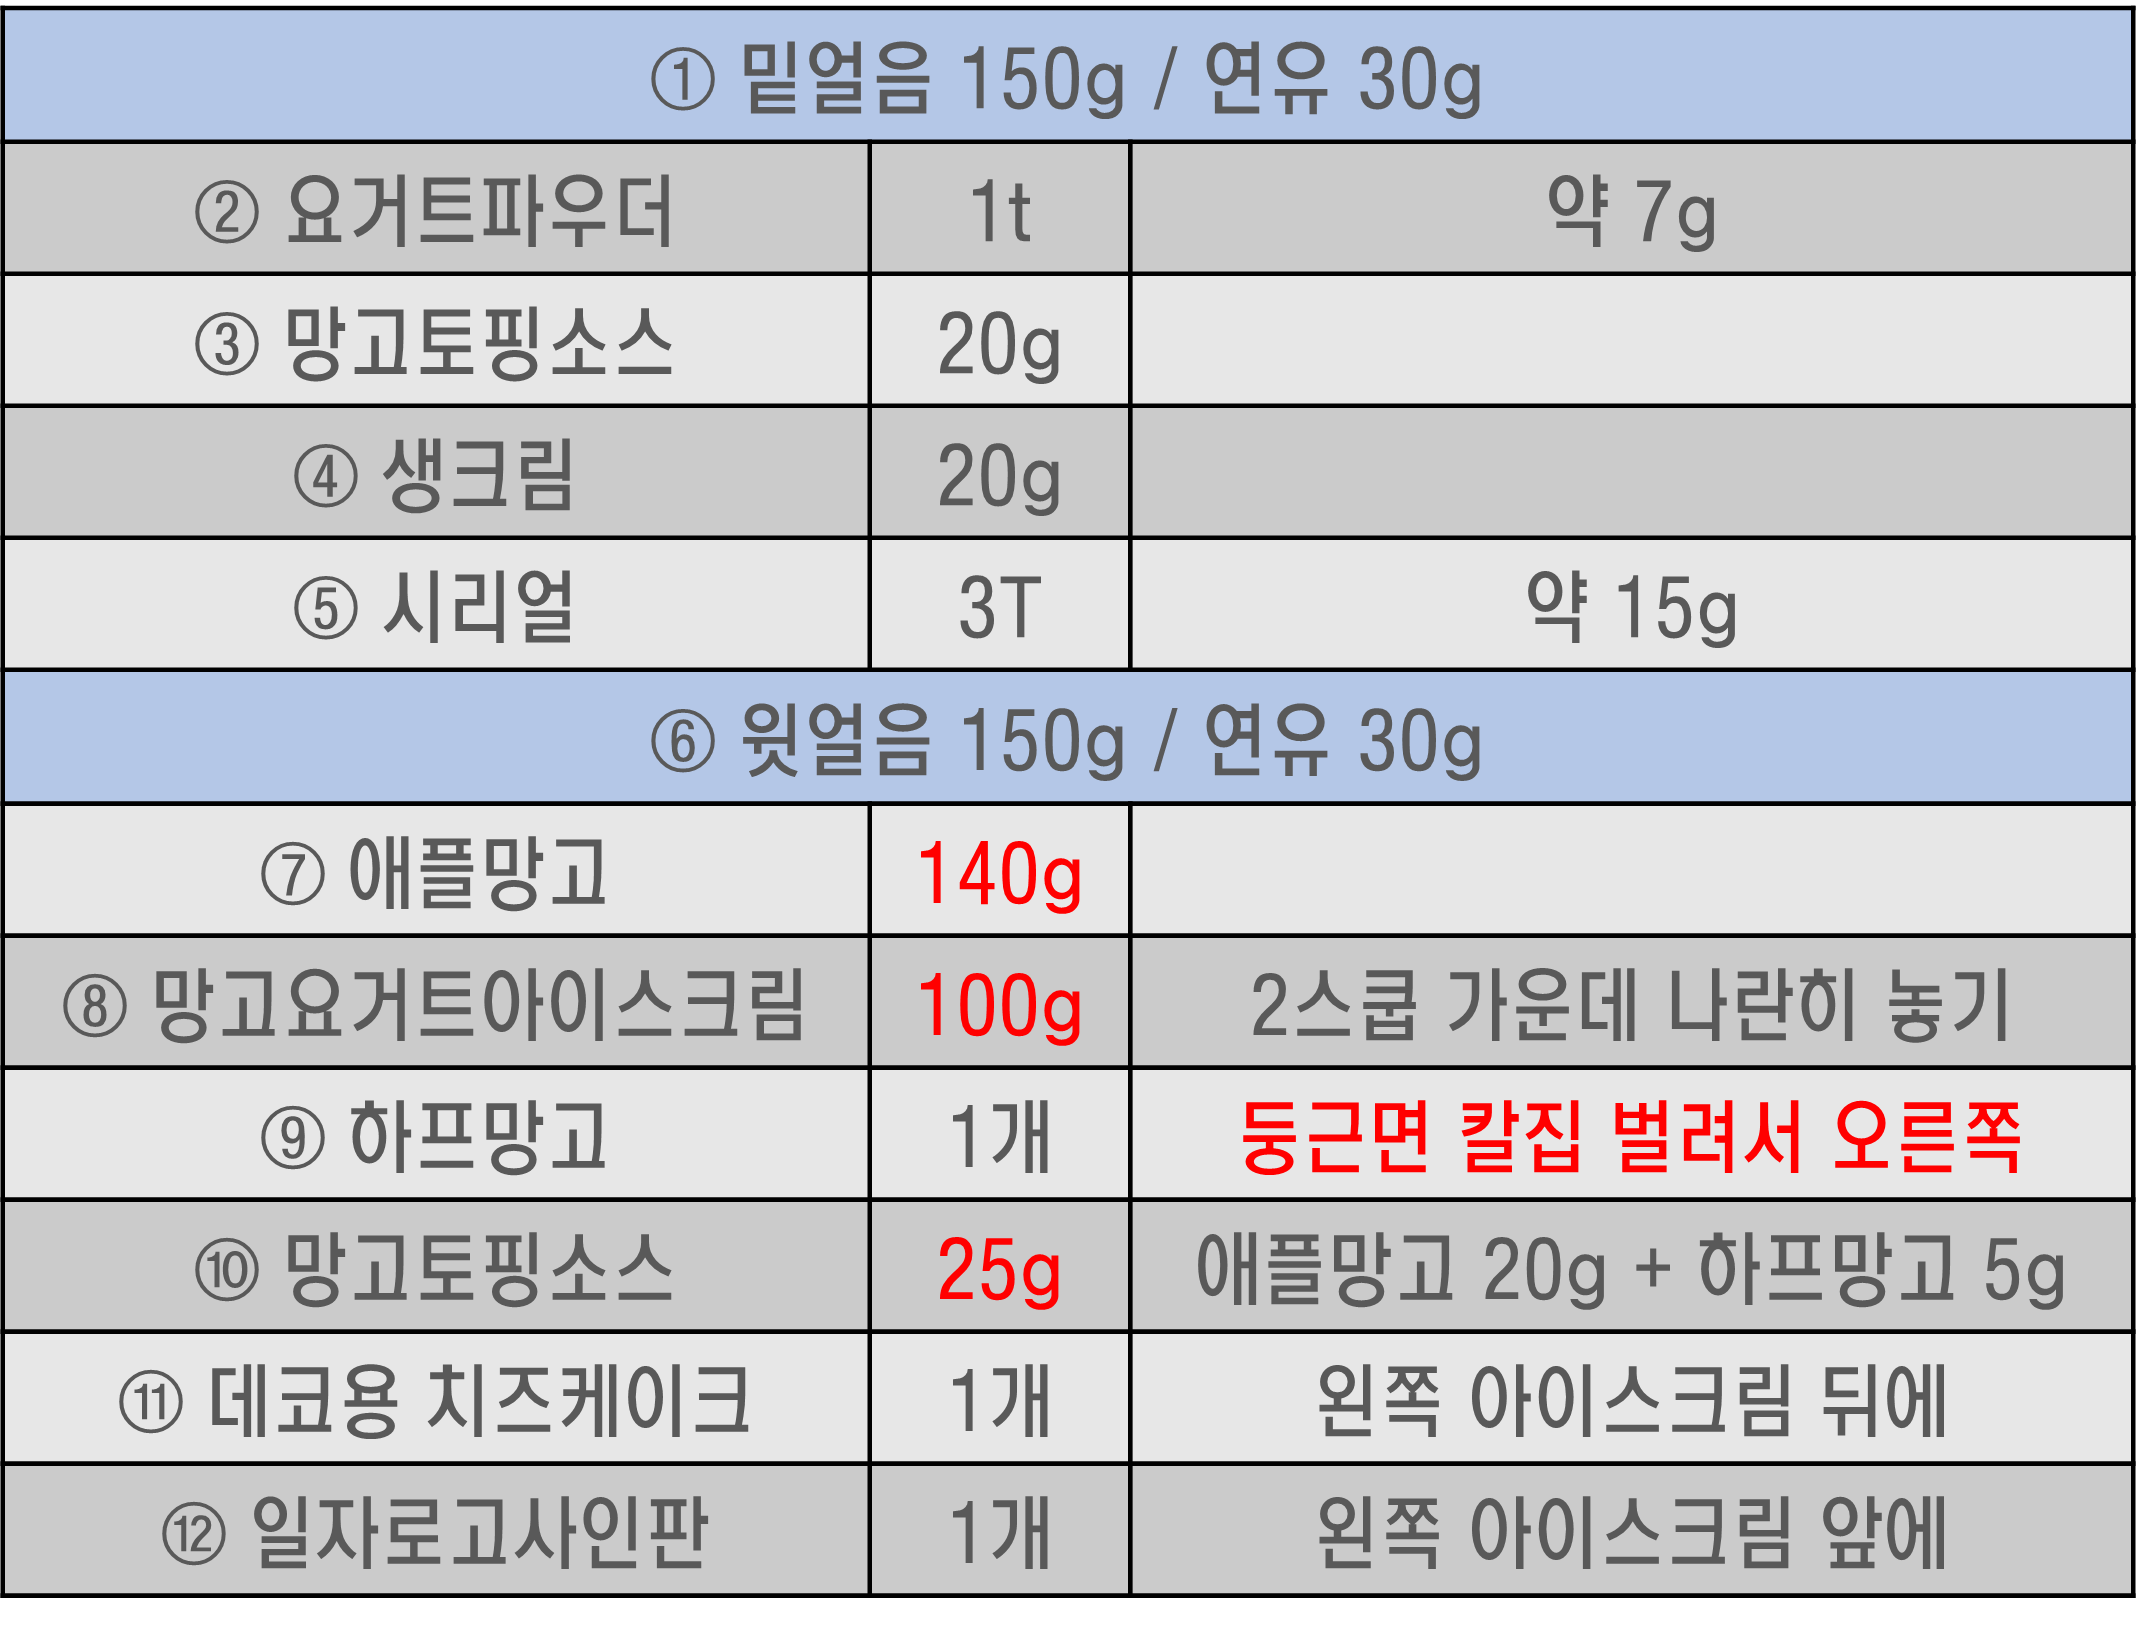 ① 밑얼음 150g / 연유 30g
② 요거트파우더 1t 약 7g
③ 망고토핑소스 20g
④ 생크림 20g
⑤ 시리얼 3T 약 15g
⑥ 윗얼음 150g / 연유 30g
⑦ 애플망고 140g
⑧ 망고요거트아이스크림 100g 2스쿱 가운데 나란히 놓기
⑨ 하프망고 1개 둥근면 칼집 벌려서 오른쪽
⑩ 망고토핑소스 25g 애플망고 20g + 하프망고 5g
⑪ 데코용 치즈케이크 1개 왼쪽 아이스크림 뒤에
⑫ 일자로고사인판 1개 왼쪽 아이스크림 앞에